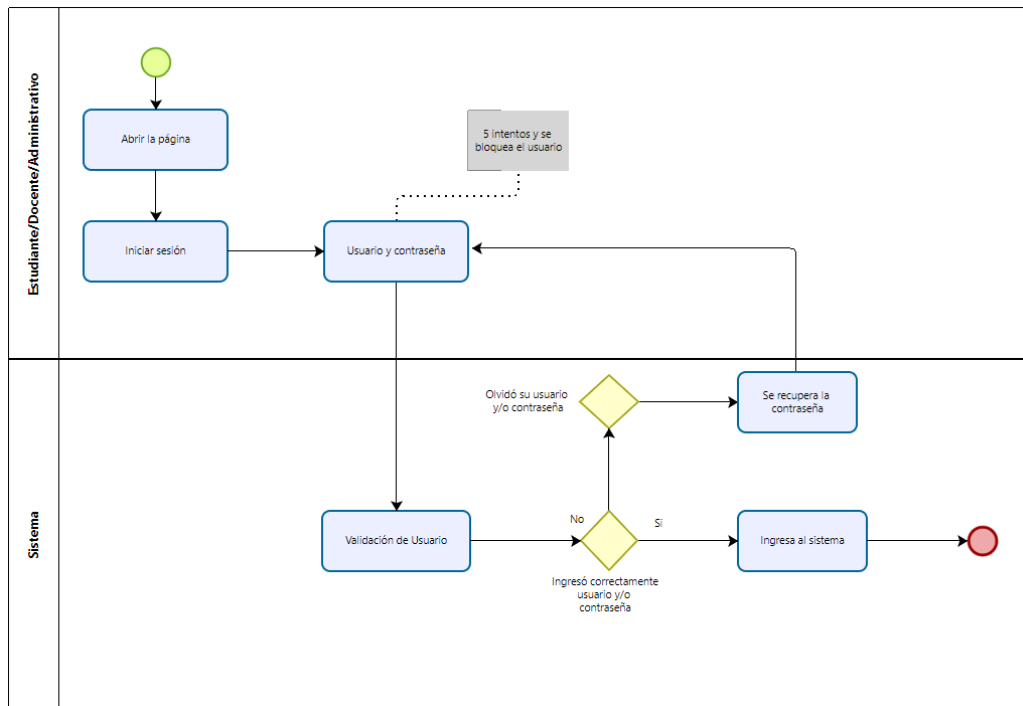 Estudiante/Docente/Administrativo
Abrir la página
5 intentos y se
bloquea el usuario
Iniciar sesión
Usuario y contraseña
Sistema
Olvidó su usuario
y/o contraseña
Se recupera la
contraseña
Validación de Usuario
No
Si
Ingresa al sistema
Ingresó correctamente
usuario y/o
contraseña